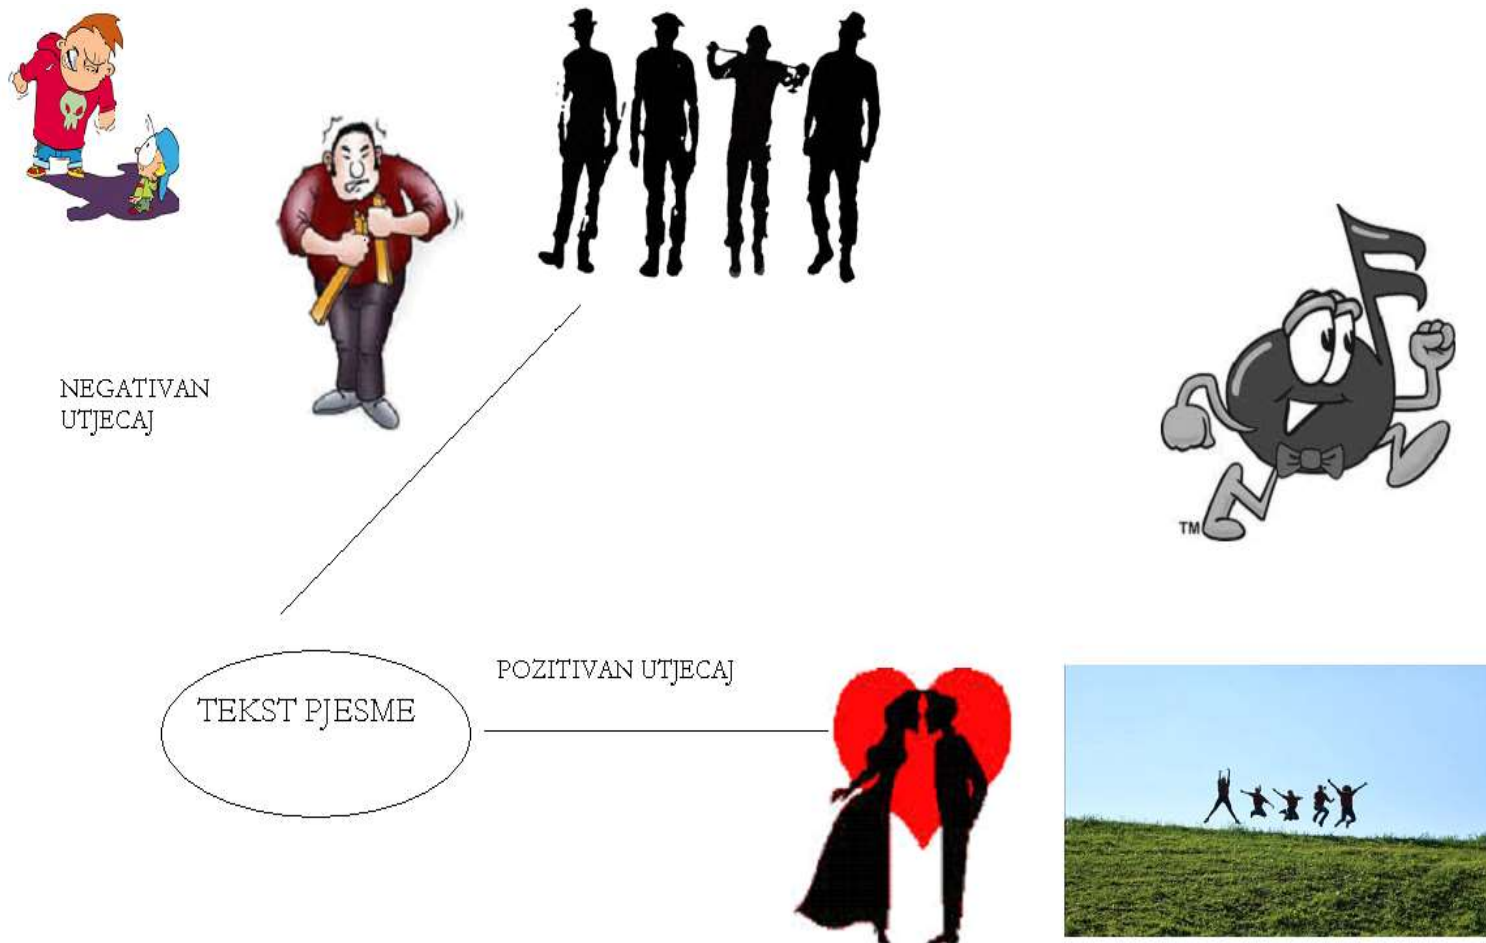 NEGATIVAN
UTJECAJ
TM
POZITIVAN UTJECAJ
TEKST PJESME